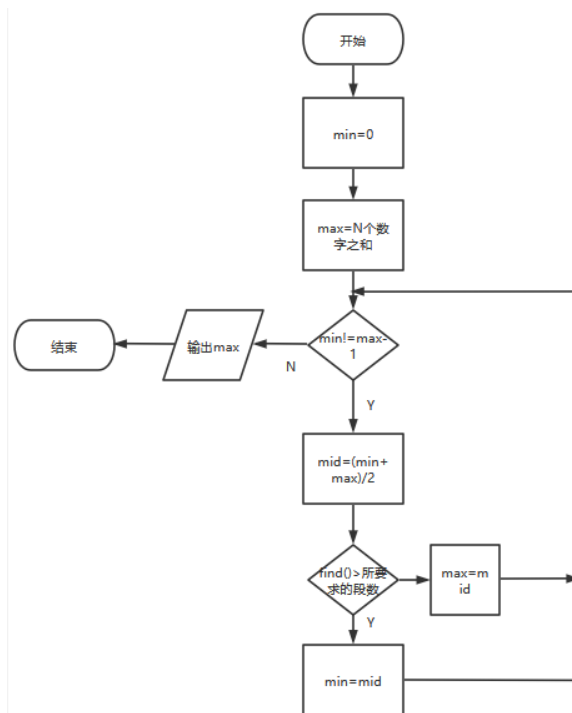 开始
min=0
max=N个数
字之和
min!=max-
1
结束
输出max
N
Y
mid=(min+
max)/2
find()>所要
求的段数
max=m
id
Y
min=mid